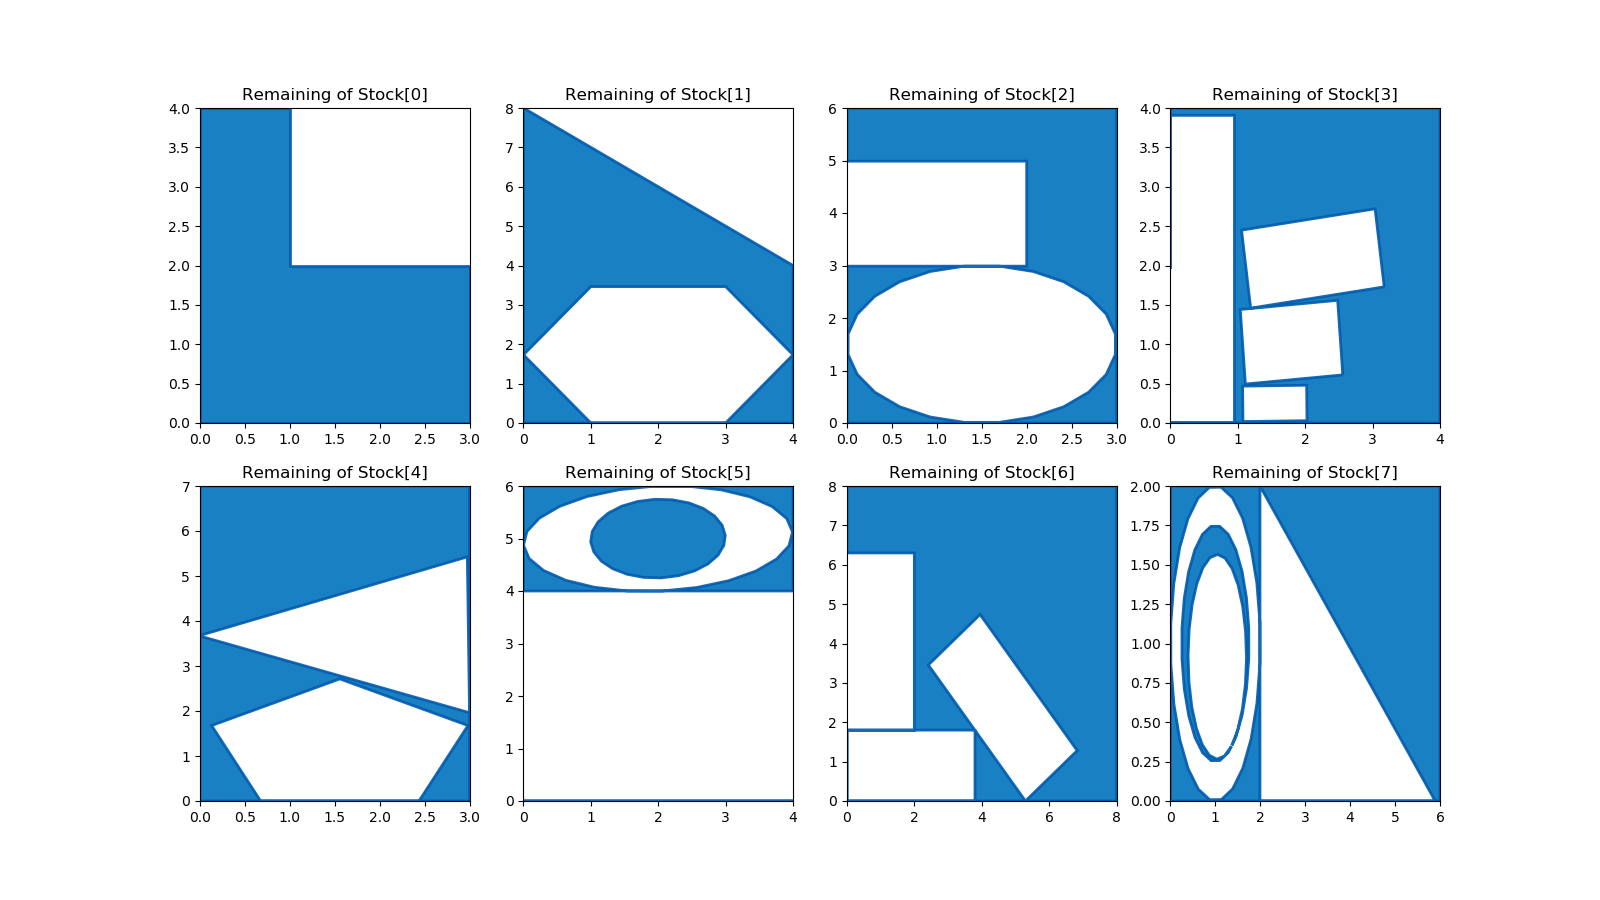 Remaining of Stock[0] Remaining of Stock[1] Remaining of Stock[2] Remaining of Stock[3]
4.0 8 6 4.0
3.5 7 5 3.5
3.0 6 4 3.0
2.5 5 3 2.5
2.0 4 2 2.0
1.5 3 1 1.5
1.0 2 0 1.0
0.5 1 0.5
0.0 0 0.0
0.0 0.5 1.0 1.5 2.0 2.5 3.0 0 1 2 3 4 0.0 0.5 1.0 1.5 2.0 2.5 3.0 0 1 2 3 4
Remaining of Stock[4] Remaining of Stock[5] Remaining of Stock[6] Remaining of Stock[7]
7 6 8 2.00
6 5 7 1.75
5 4 6 1.50
4 3 5 1.25
3 2 4 1.00
2 1 3 0.75
1 0 2 0.50
0 1 0.25
0 0.00
0.0 0.5 1.0 1.5 2.0 2.5 3.0 0 1 2 3 4 0 2 4 6 8 0 1 2 3 4 5 6